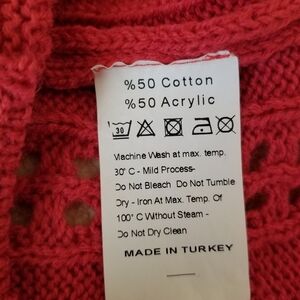 %50 Cotton
%50 Acrylic
30
Machine Wash at max. temp.
30° C - Mild Process-
Do Not Bleach Do Not Tumble
Dry - Iron At Max. Temp. Of
100° C Without Steam -
Do Not Dry Clean
MADE IN TURKEY